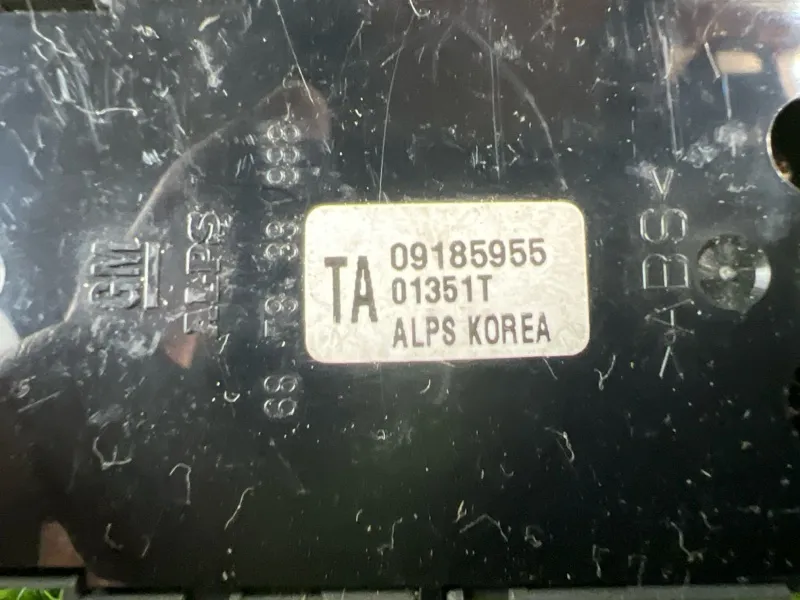 TA
09185955
01351T
ALPS KOREA
GM
ALPS
>ABS<